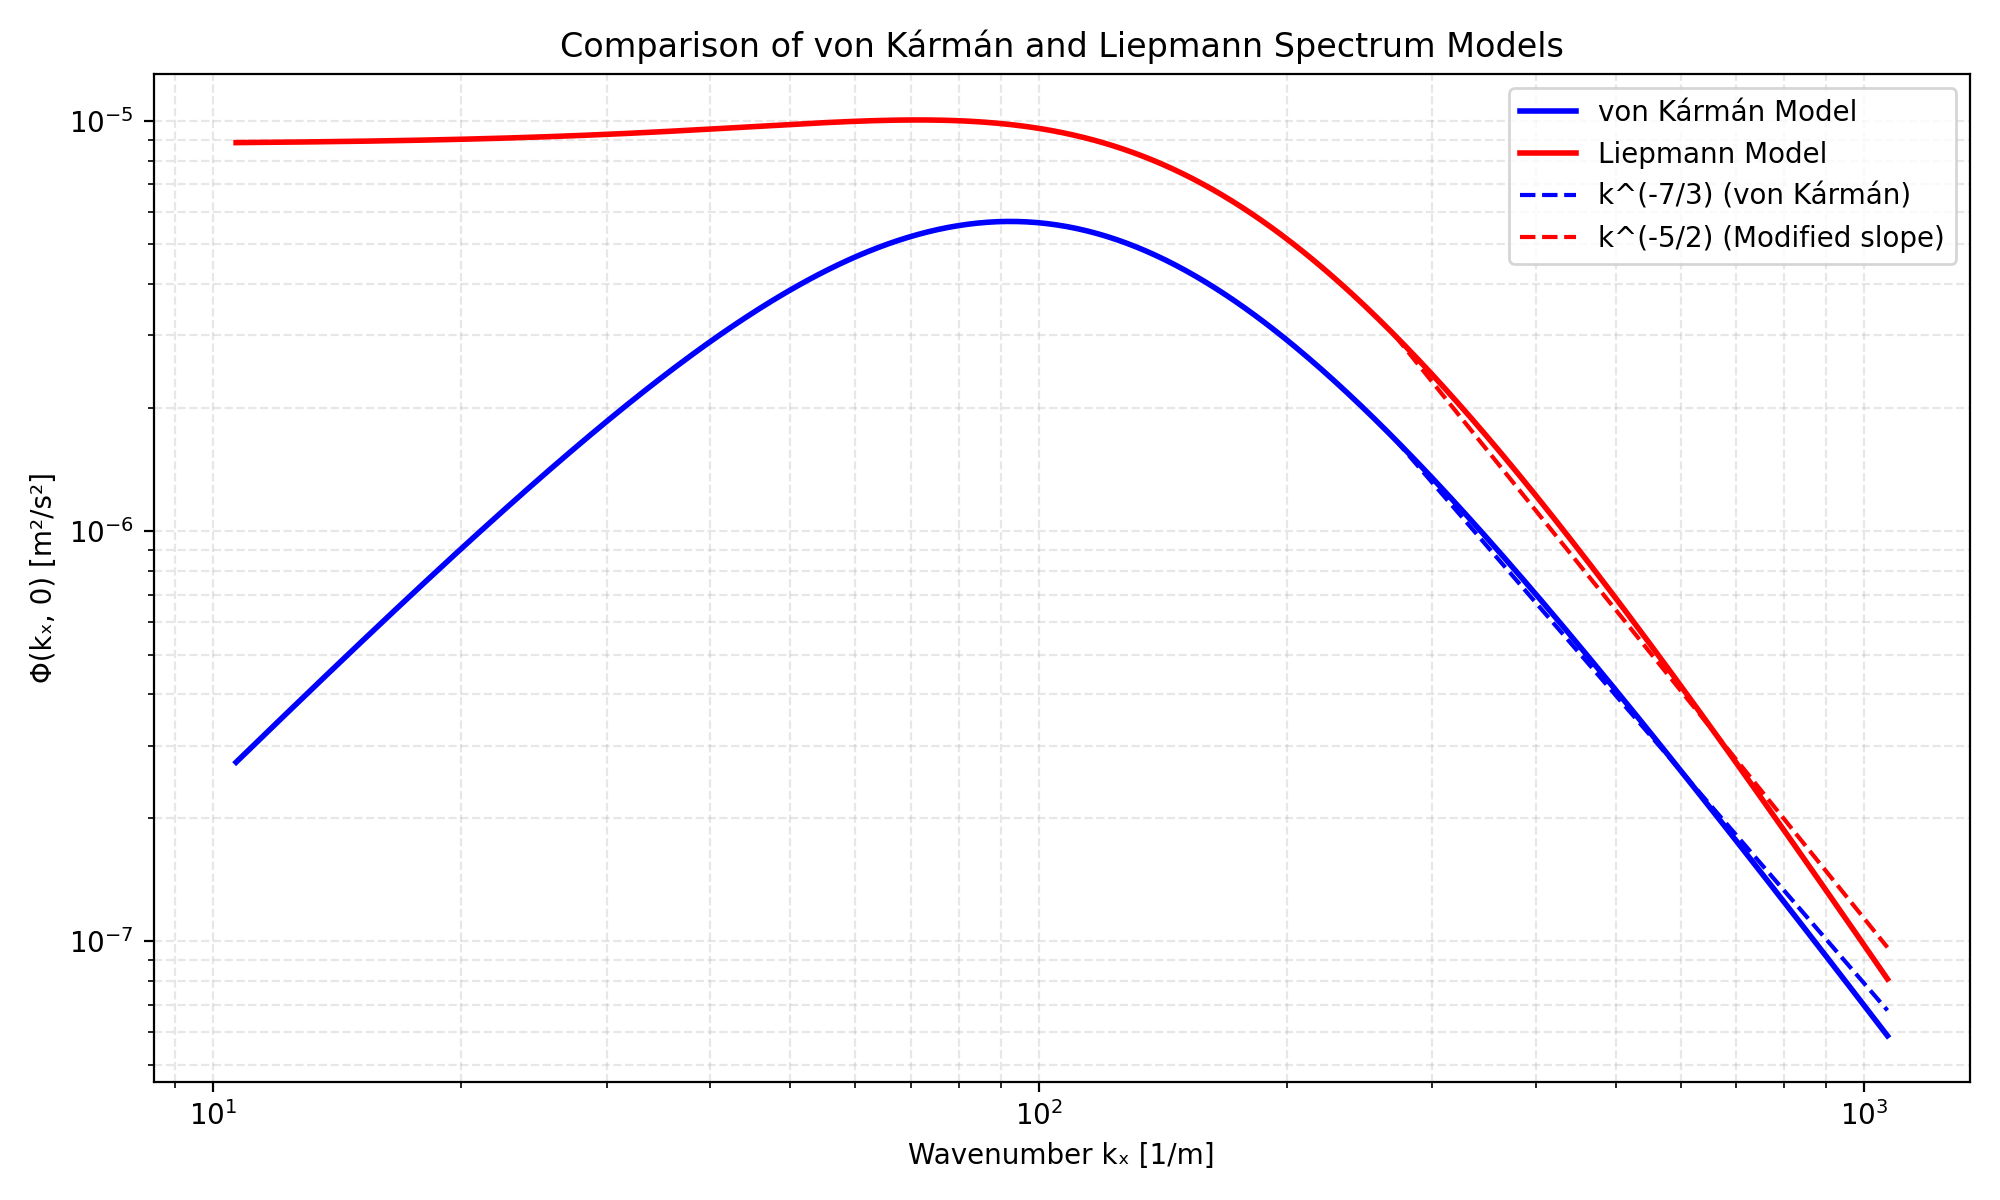 Comparison of von Kármán and Liepmann Spectrum Models
von Kármán Model
Liepmann Model
k^(-7/3) (von Kármán)
k^(-5/2) (Modified slope)
Φ(kₓ, 0) [m²/s²]
10⁻⁵
10⁻⁶
10⁻⁷
10¹
10²
10³
Wavenumber kₓ [1/m]